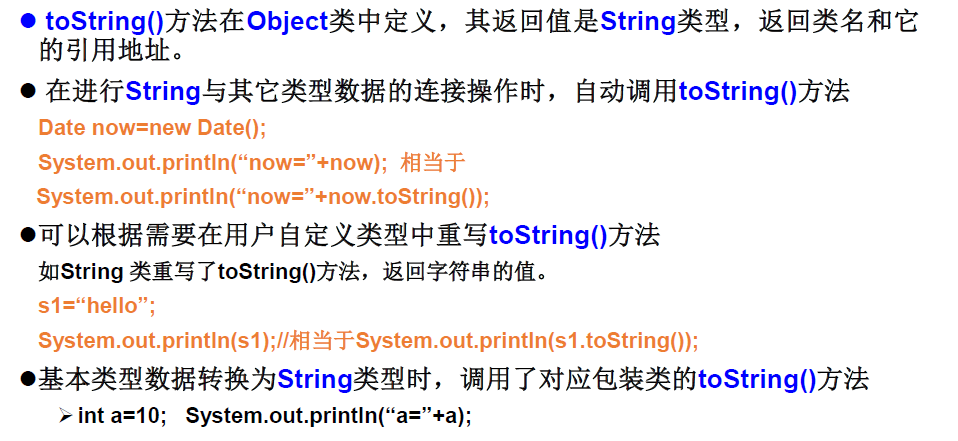 ● toString()方法在Object类中定义，其返回值是String类型，返回类名和它
的引用地址。
● 在进行String与其它类型数据的连接操作时，自动调用toString()方法
Date now=new Date();
System.out.println(“now=”+now); 相当于
System.out.println(“now=”+now.toString());
●可以根据需要在用户自定义类型中重写toString()方法
如String 类重写了toString()方法，返回字符串的值。
s1=“hello”;
System.out.println(s1);//相当于System.out.println(s1.toString());
●基本类型数据转换为String类型时，调用了对应包装类的toString()方法
➢ int a=10; System.out.println(“a=”+a);